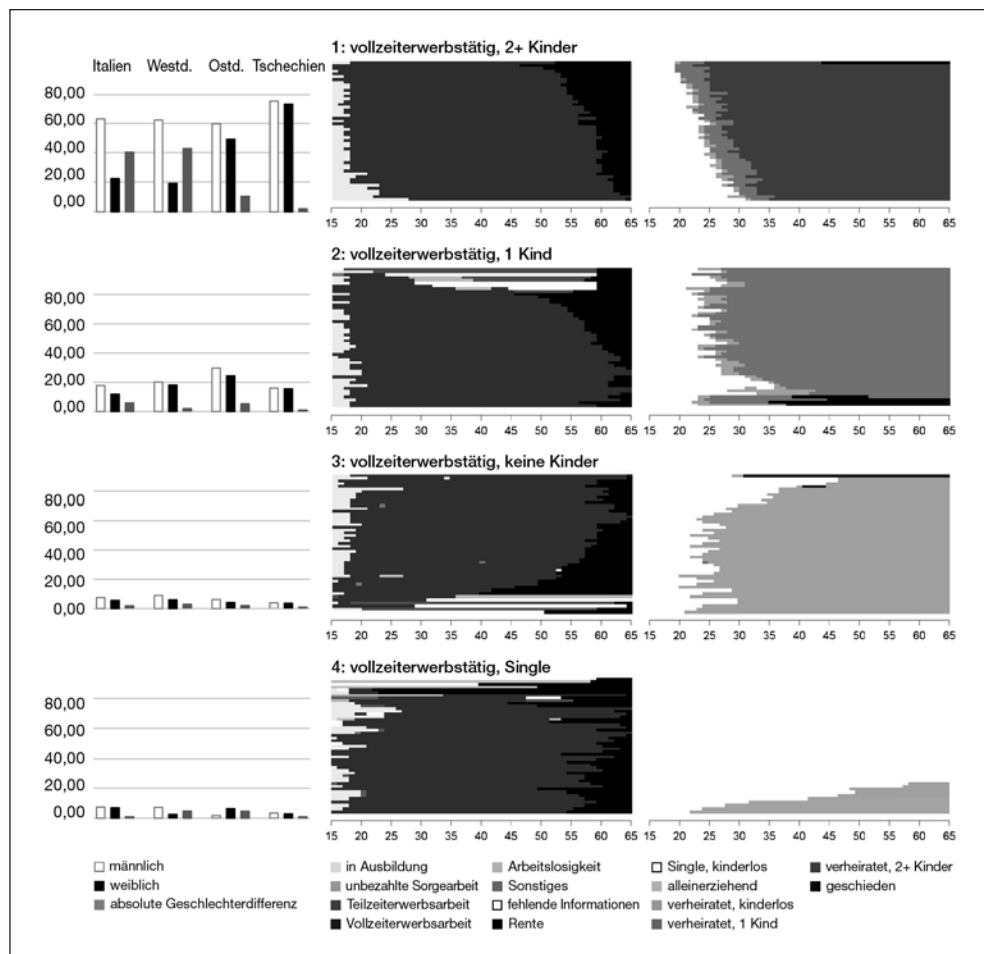 1: vollzeiterwerbstätig, 2+ Kinder
Italien Westd. Ostd. Tschechien
80,00
60,00
40,00
20,00
0,00
15 20 25 30 35 40 45 50 55 60 65
15 20 25 30 35 40 45 50 55 60 65
2: vollzeiterwerbstätig, 1 Kind
80,00
60,00
40,00
20,00
0,00
15 20 25 30 35 40 45 50 55 60 65
15 20 25 30 35 40 45 50 55 60 65
3: vollzeiterwerbstätig, keine Kinder
80,00
60,00
40,00
20,00
0,00
15 20 25 30 35 40 45 50 55 60 65
15 20 25 30 35 40 45 50 55 60 65
4: vollzeiterwerbstätig, Single
80,00
60,00
40,00
20,00
0,00
15 20 25 30 35 40 45 50 55 60 65
15 20 25 30 35 40 45 50 55 60 65
männlich
weiblich
absolute Geschlechterdifferenz
in Ausbildung
unbezahlte Sorgearbeit
Teilzeiterwerbsarbeit
Vollzeiterwerbsarbeit
Arbeitslosigkeit
Sonstiges
fehlende Informationen
Rente
Single, kinderlos
alleinerziehend
verheiratet, kinderlos
verheiratet, 1 Kind
verheiratet, 2+ Kinder
geschieden